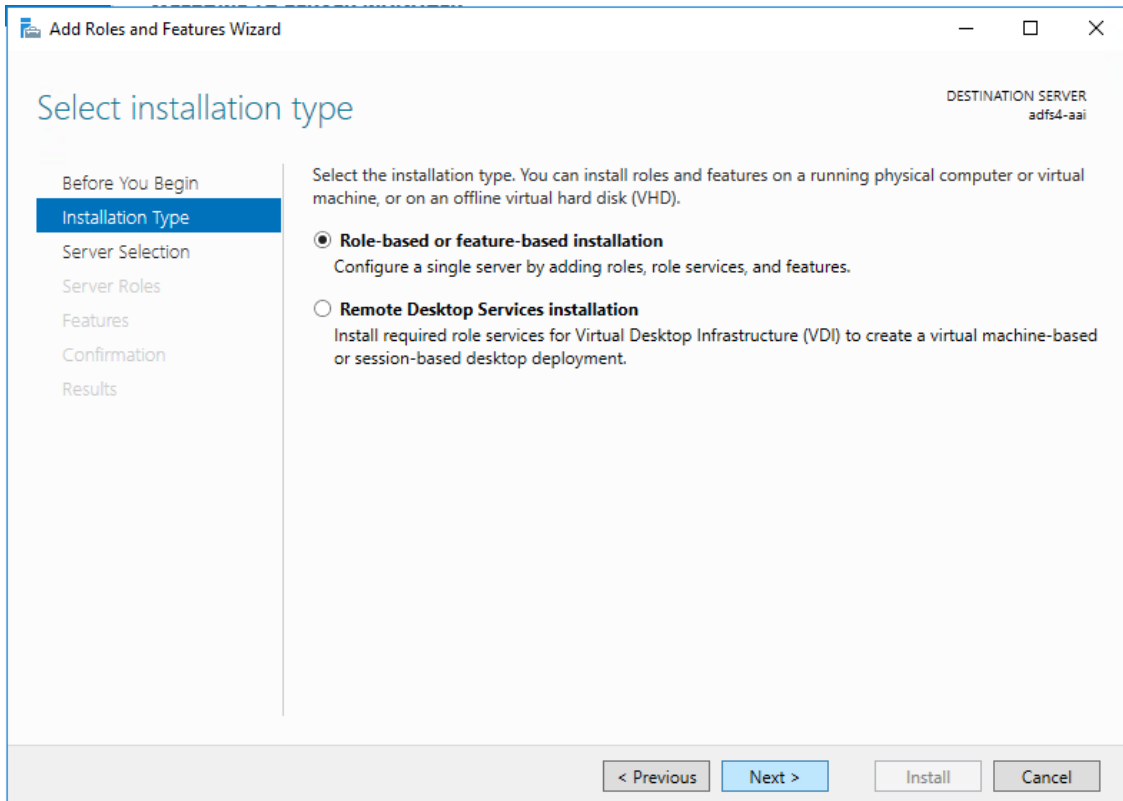 Add Roles and Features Wizard
Select installation type
DESTINATION SERVER
adfs4-aai
Before You Begin
Installation Type
Server Selection
Server Roles
Features
Confirmation
Results
Select the installation type. You can install roles and features on a running physical computer or virtual
machine, or on an offline virtual hard disk (VHD).
Role-based or feature-based installation
Configure a single server by adding roles, role services, and features.
Remote Desktop Services installation
Install required role services for Virtual Desktop Infrastructure (VDI) to create a virtual machine-based
or session-based desktop deployment.
< Previous
Next >
Install
Cancel